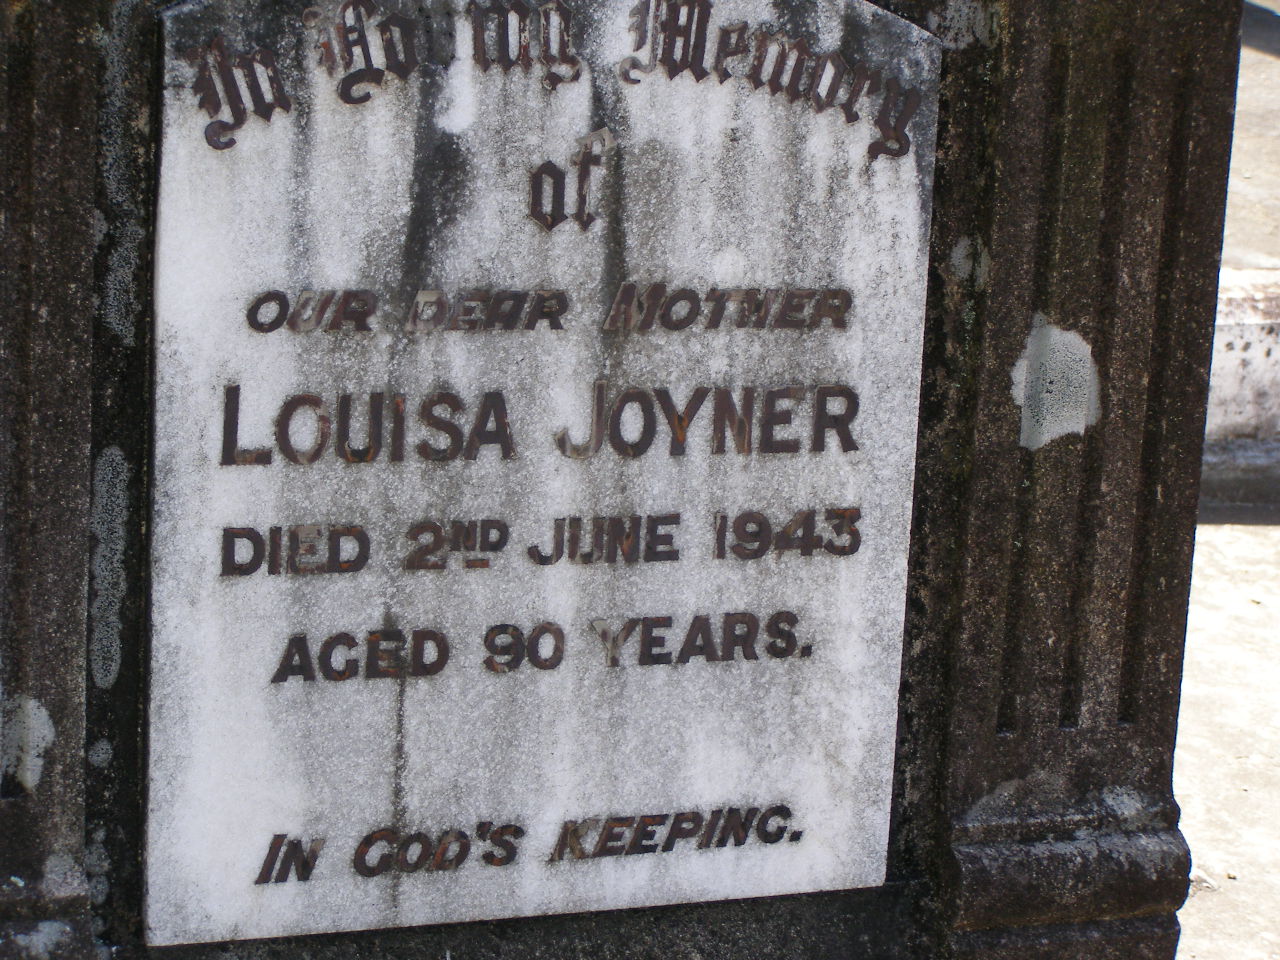 In Loving Memory
of
OUR DEAR MOTHER
LOUISA JOYNER
DIED 2ND JUNE 1943
AGED 90 YEARS.
IN GOD'S KEEPING.